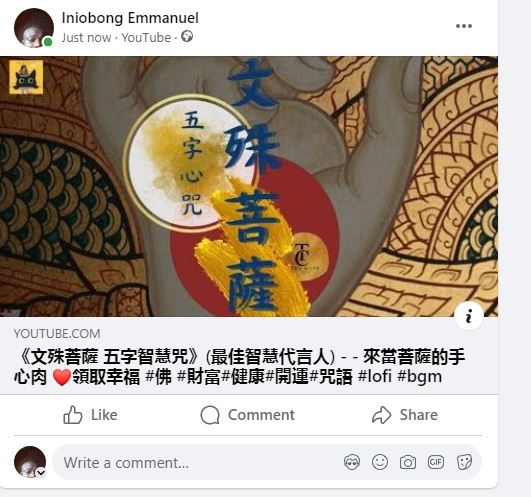 Iniobong Emmanuel
Just now · YouTube ·
文殊菩薩
五字心咒
TC
YOUTUBE.COM
《文殊菩薩 五字智慧咒》(最佳智慧代言人) - - 來當菩薩的手
心肉 ❤️領取幸福 #佛 #財富#健康#開運#咒語 #lofi #bgm
Like
Comment
Share
Write a comment...
GIF